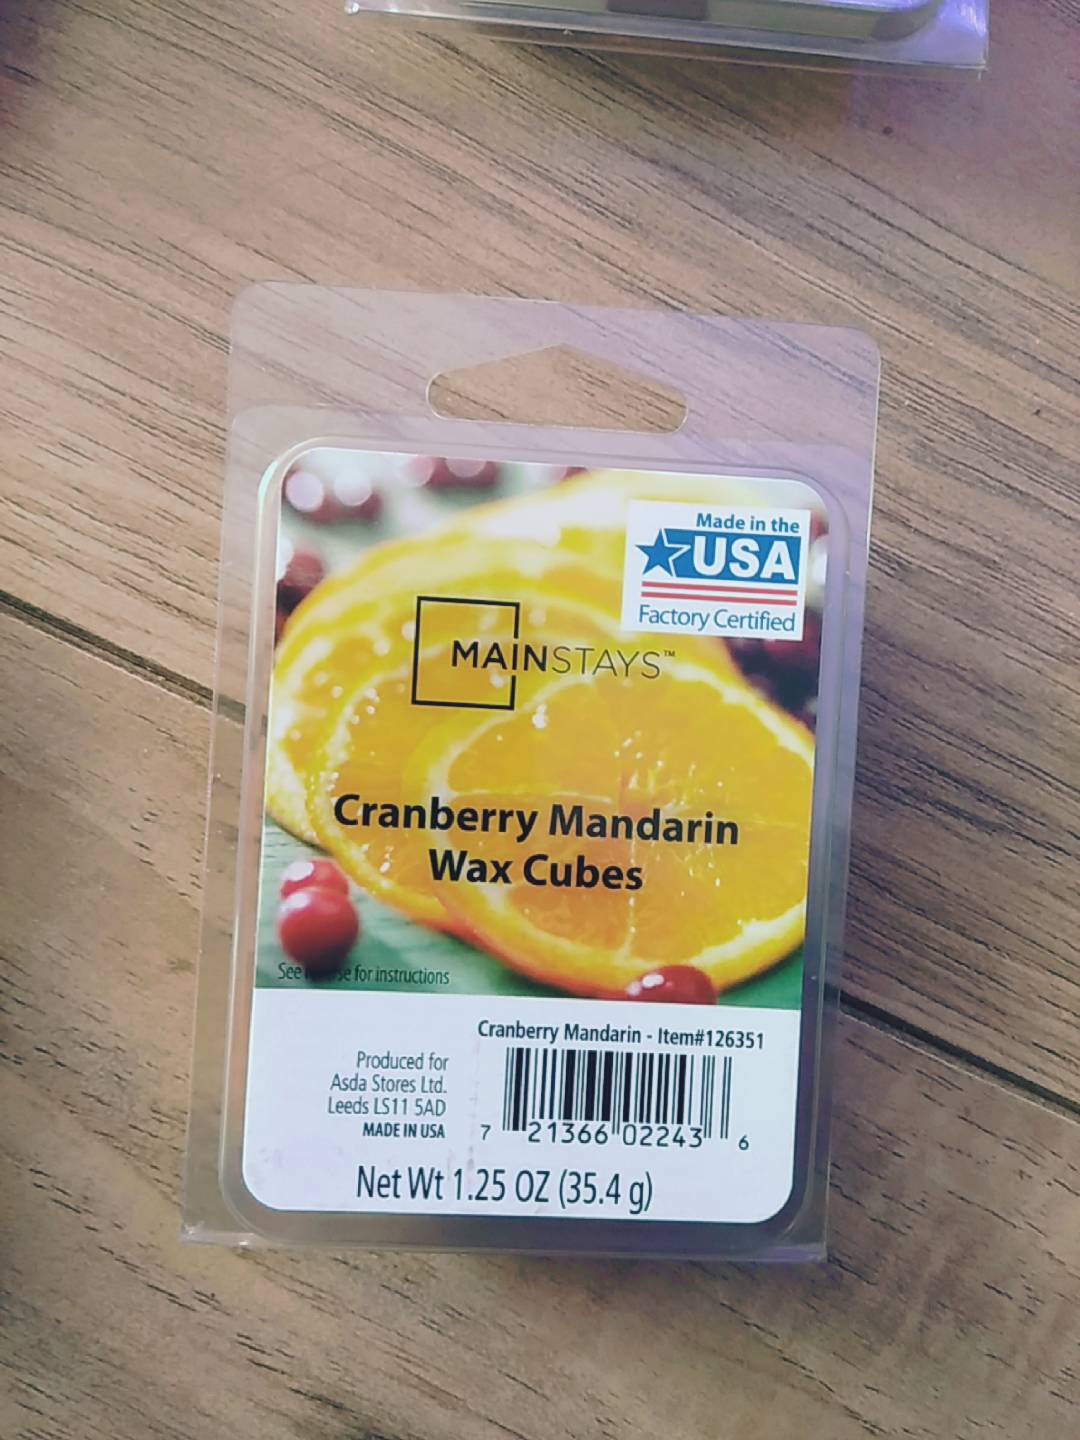 Made in the
USA
Factory Certified
MAINSTAYS™
Cranberry Mandarin
Wax Cubes
See for instructions
Cranberry Mandarin - Item#126351
Produced for
Asda Stores Ltd.
Leeds LS11 5AD
MADE IN USA
7 21366 02243 6
Net Wt 1.25 OZ (35.4 g)